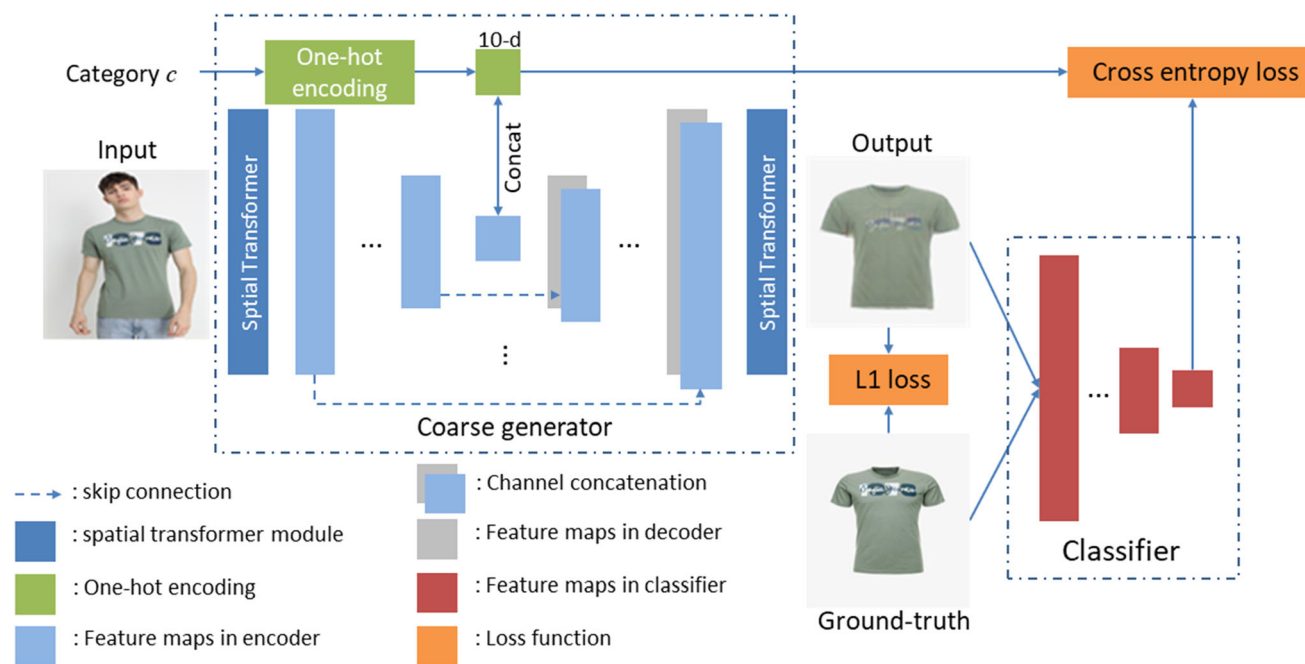 10-d
One-hot
encoding
Category c
Cross entropy loss
Input
Sptial Transformer
Concat
...
...
...
Sptial Transformer
Output
L1 loss
Coarse generator
...
Classifier
Ground-truth
: skip connection
: spatial transformer module
: One-hot encoding
: Feature maps in encoder
: Channel concatenation
: Feature maps in decoder
: Feature maps in classifier
: Loss function